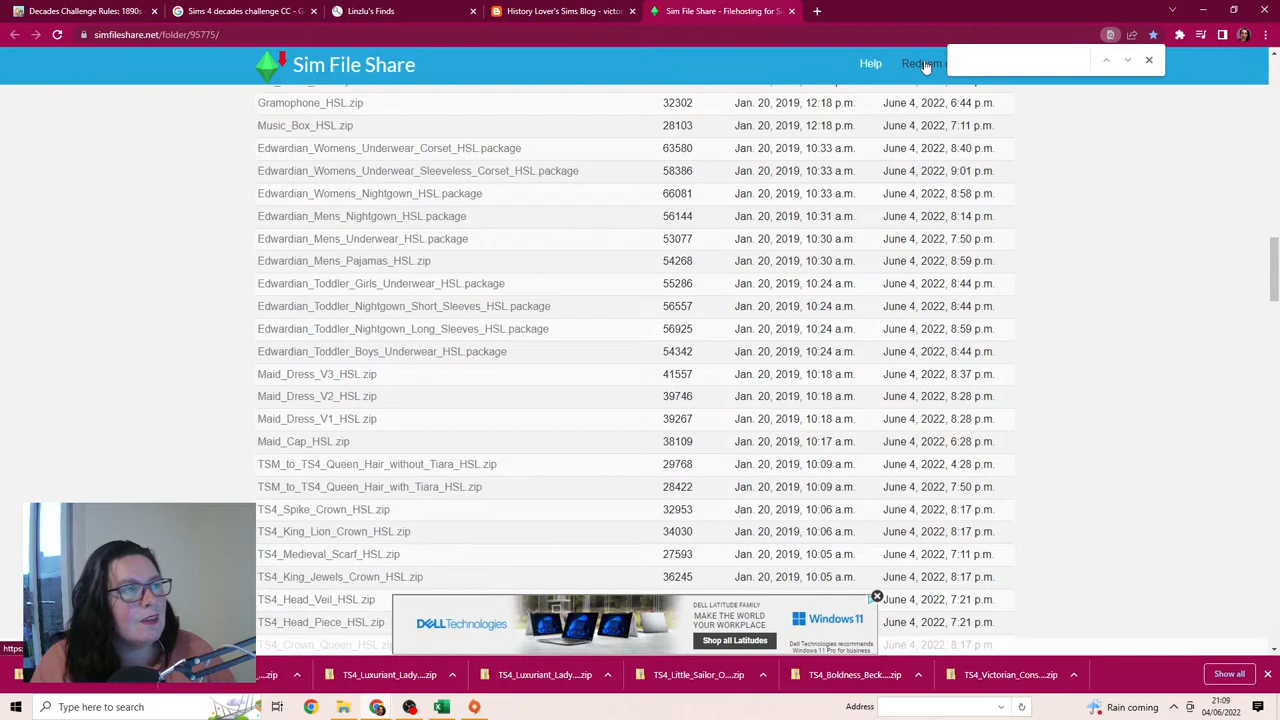 Decades Challenge Rules: 1890s
Sims 4 decades challenge CC - G
Linzlu's Finds
History Lover's Sims Blog - victor
Sim File Share - Filehosting for S
simfileshare.net/folder/95775/
Sim File Share
Help
Gramophone_HSL.zip 32302 Jan. 20, 2019, 12:18 p.m. June 4, 2022, 6:44 p.m.
Music_Box_HSL.zip 28103 Jan. 20, 2019, 12:18 p.m. June 4, 2022, 7:11 p.m.
Edwardian_Womens_Underwear_Corset_HSL.package 63580 Jan. 20, 2019, 10:33 a.m. June 4, 2022, 8:40 p.m.
Edwardian_Womens_Underwear_Sleeveless_Corset_HSL.package 58386 Jan. 20, 2019, 10:33 a.m. June 4, 2022, 9:01 p.m.
Edwardian_Womens_Nightgown_HSL.package 66081 Jan. 20, 2019, 10:33 a.m. June 4, 2022, 8:58 p.m.
Edwardian_Mens_Nightgown_HSL.package 56144 Jan. 20, 2019, 10:31 a.m. June 4, 2022, 8:14 p.m.
Edwardian_Mens_Underwear_HSL.package 53077 Jan. 20, 2019, 10:30 a.m. June 4, 2022, 7:50 p.m.
Edwardian_Mens_Pajamas_HSL.zip 54268 Jan. 20, 2019, 10:30 a.m. June 4, 2022, 8:59 p.m.
Edwardian_Toddler_Girls_Underwear_HSL.package 55286 Jan. 20, 2019, 10:24 a.m. June 4, 2022, 8:44 p.m.
Edwardian_Toddler_Nightgown_Short_Sleeves_HSL.package 56557 Jan. 20, 2019, 10:24 a.m. June 4, 2022, 8:44 p.m.
Edwardian_Toddler_Nightgown_Long_Sleeves_HSL.package 56925 Jan. 20, 2019, 10:24 a.m. June 4, 2022, 8:59 p.m.
Edwardian_Toddler_Boys_Underwear_HSL.package 54342 Jan. 20, 2019, 10:24 a.m. June 4, 2022, 8:44 p.m.
Maid_Dress_V3_HSL.zip 41557 Jan. 20, 2019, 10:18 a.m. June 4, 2022, 8:37 p.m.
Maid_Dress_V2_HSL.zip 39746 Jan. 20, 2019, 10:18 a.m. June 4, 2022, 8:28 p.m.
Maid_Dress_V1_HSL.zip 39267 Jan. 20, 2019, 10:18 a.m. June 4, 2022, 8:28 p.m.
Maid_Cap_HSL.zip 38109 Jan. 20, 2019, 10:17 a.m. June 4, 2022, 6:28 p.m.
TSM_to_TS4_Queen_Hair_without_Tiara_HSL.zip 29768 Jan. 20, 2019, 10:09 a.m. June 4, 2022, 4:28 p.m.
TSM_to_TS4_Queen_Hair_with_Tiara_HSL.zip 28422 Jan. 20, 2019, 10:09 a.m. June 4, 2022, 7:50 p.m.
TS4_Spike_Crown_HSL.zip 32953 Jan. 20, 2019, 10:06 a.m. June 4, 2022, 8:17 p.m.
TS4_King_Lion_Crown_HSL.zip 34030 Jan. 20, 2019, 10:06 a.m. June 4, 2022, 8:17 p.m.
TS4_Medieval_Scarf_HSL.zip 27593 Jan. 20, 2019, 10:05 a.m. June 4, 2022, 7:11 p.m.
TS4_King_Jewels_Crown_HSL.zip 36245 Jan. 20, 2019, 10:05 a.m. June 4, 2022, 8:17 p.m.
TS4_Head_Veil_HSL.zip June 4, 2022, 7:21 p.m.
TS4_Head_Piece_HSL.zip June 4, 2022, 7:21 p.m.
TS4_Crown_Queen_HSL.zip June 4, 2022, 8:17 p.m.
DELL Technologies
DELL LATITUDE FAMILY
MAKE THE WORLD
YOUR WORKPLACE
Shop all Latitudes
Windows 11
Dell Technologies recommends
Windows 11 Pro for business
https:
....zip
TS4_Luxuriant_Lady....zip
TS4_Luxuriant_Lady....zip
TS4_Little_Sailor_O....zip
TS4_Boldness_Beck....zip
TS4_Victorian_Cons....zip
Show all
Type here to search
Address
Rain coming
21:09
04/06/2022